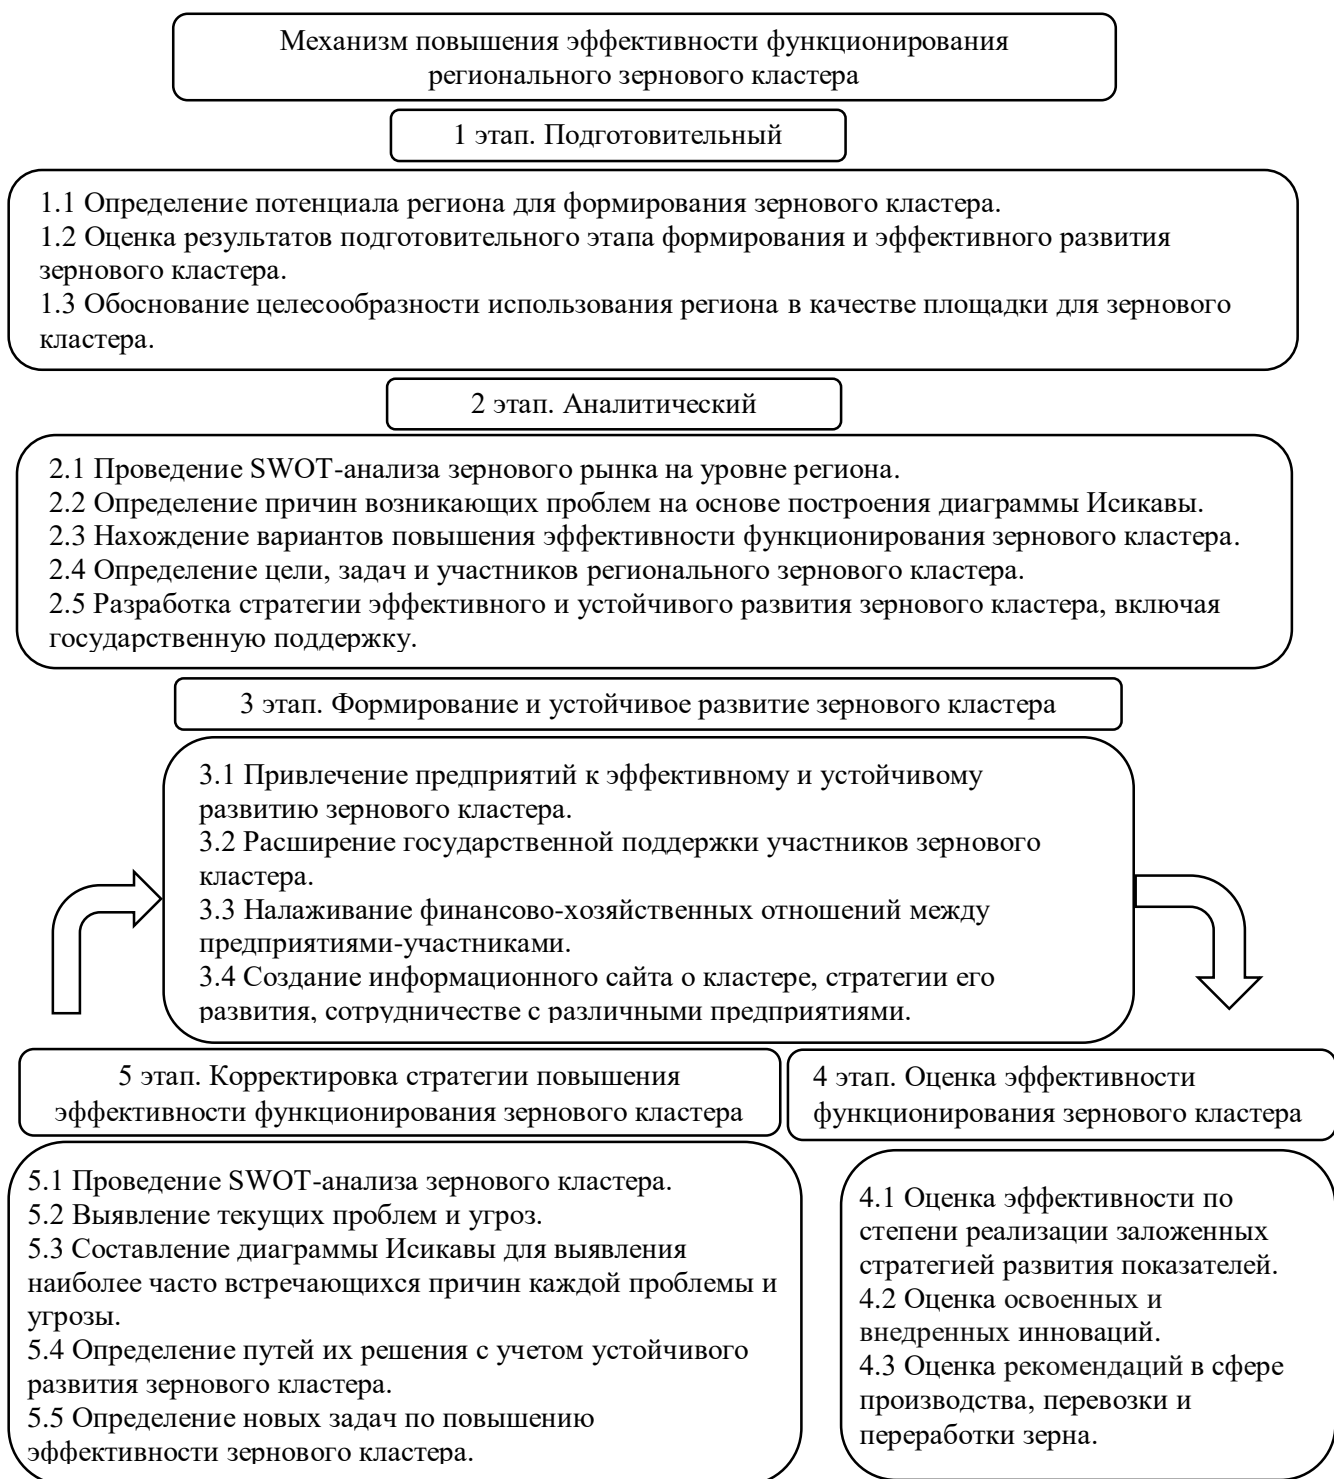 Механизм повышения эффективности функционирования
регионального зернового кластера
1 этап. Подготовительный
1.1 Определение потенциала региона для формирования зернового кластера.
1.2 Оценка результатов подготовительного этапа формирования и эффективного развития
зернового кластера.
1.3 Обоснование целесообразности использования региона в качестве площадки для зернового
кластера.
2 этап. Аналитический
2.1 Проведение SWOT-анализа зернового рынка на уровне региона.
2.2 Определение причин возникающих проблем на основе построения диаграммы Исикавы.
2.3 Нахождение вариантов повышения эффективности функционирования зернового кластера.
2.4 Определение цели, задач и участников регионального зернового кластера.
2.5 Разработка стратегии эффективного и устойчивого развития зернового кластера, включая
государственную поддержку.
3 этап. Формирование и устойчивое развитие зернового кластера
3.1 Привлечение предприятий к эффективному и устойчивому
развитию зернового кластера.
3.2 Расширение государственной поддержки участников зернового
кластера.
3.3 Налаживание финансово-хозяйственных отношений между
предприятиями-участниками.
3.4 Создание информационного сайта о кластере, стратегии его
развития, сотрудничестве с различными предприятиями.
5 этап. Корректировка стратегии повышения
эффективности функционирования зернового кластера
4 этап. Оценка эффективности
функционирования зернового кластера
5.1 Проведение SWOT-анализа зернового кластера.
5.2 Выявление текущих проблем и угроз.
5.3 Составление диаграммы Исикавы для выявления
наиболее часто встречающихся причин каждой проблемы и
угрозы.
5.4 Определение путей их решения с учетом устойчивого
развития зернового кластера.
5.5 Определение новых задач по повышению
эффективности зернового кластера.
4.1 Оценка эффективности по
степени реализации заложенных
стратегией развития показателей.
4.2 Оценка освоенных и
внедренных инноваций.
4.3 Оценка рекомендаций в сфере
производства, перевозки и
переработки зерна.